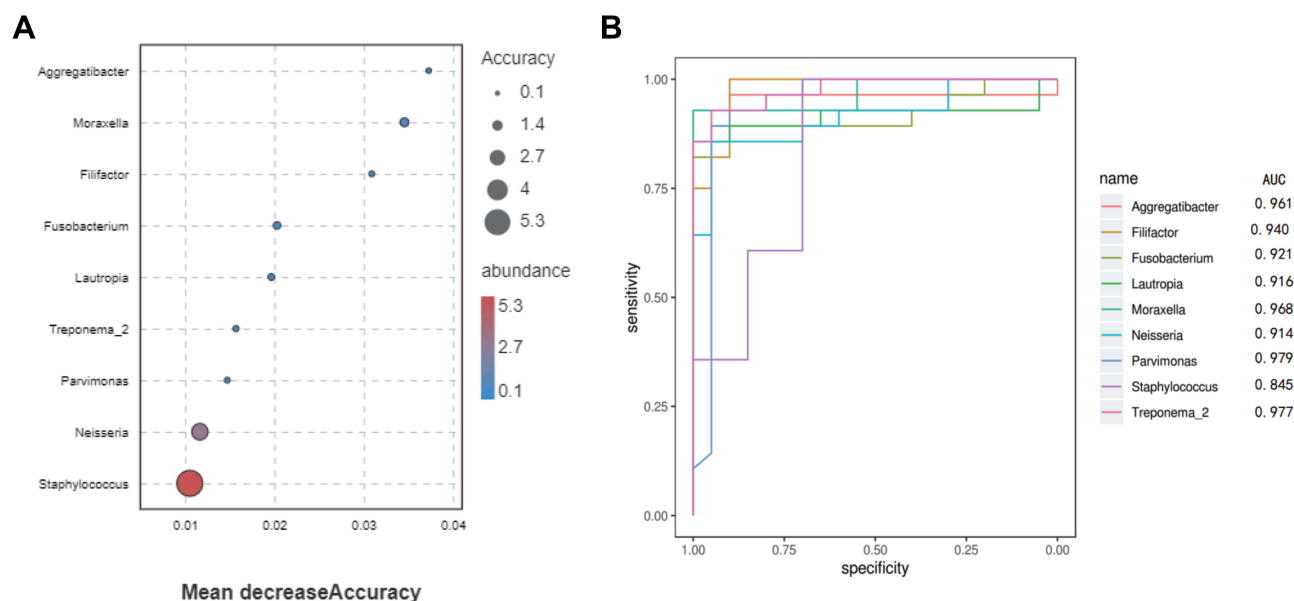 A
Aggregatibacter
Moraxella
Filifactor
Fusobacterium
Lautropia
Treponema_2
Parvimonas
Neisseria
Staphylococcus
0.01 0.02 0.03 0.04
Mean decreaseAccuracy
Accuracy
0.1
1.4
2.7
4
5.3
abundance
5.3
2.7
0.1
B
sensitivity
1.00
0.75
0.50
0.25
0.00
1.00 0.75 0.50 0.25 0.00
specificity
name AUC
Aggregatibacter 0.961
Filifactor 0.940
Fusobacterium 0.921
Lautropia 0.916
Moraxella 0.968
Neisseria 0.914
Parvimonas 0.979
Staphylococcus 0.845
Treponema_2 0.977